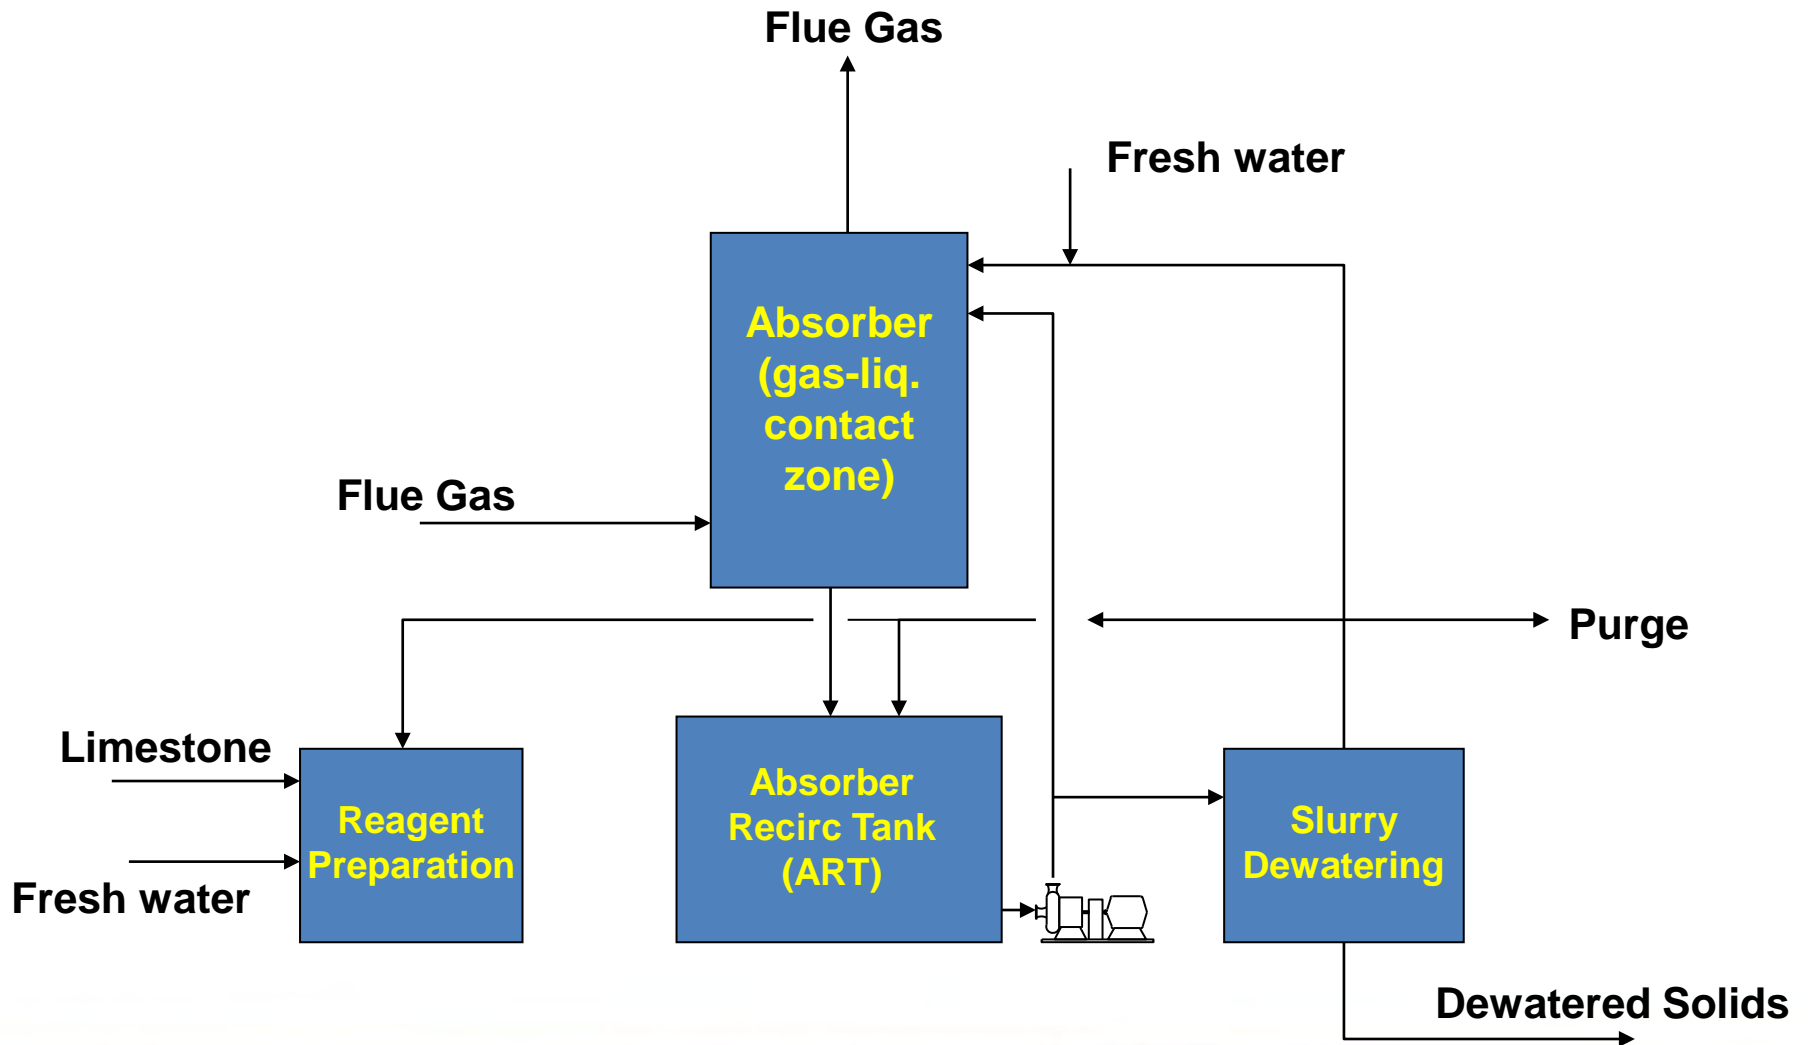 Flue Gas
Fresh water
Absorber
(gas-liq.
contact
zone)
Flue Gas
Purge
Limestone
Fresh water
Reagent
Preparation
Absorber
Recirc Tank
(ART)
Slurry
Dewatering
Dewatered Solids